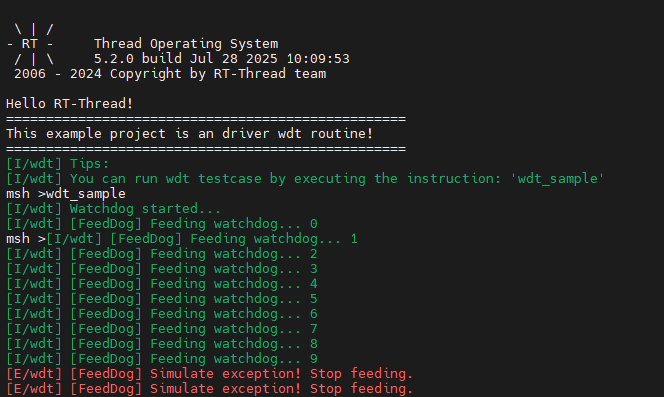 \ | /
- RT -     Thread Operating System
 / | \     5.2.0 build Jul 28 2025 10:09:53
 2006 - 2024 Copyright by RT-Thread team

Hello RT-Thread!
==================================================
This example project is an driver wdt routine!
==================================================
[I/wdt] Tips:
[I/wdt] You can run wdt testcase by executing the instruction: 'wdt_sample'
msh >wdt_sample
[I/wdt] Watchdog started...
[I/wdt] [FeedDog] Feeding watchdog... 0
msh >[I/wdt] [FeedDog] Feeding watchdog... 1
[I/wdt] [FeedDog] Feeding watchdog... 2
[I/wdt] [FeedDog] Feeding watchdog... 3
[I/wdt] [FeedDog] Feeding watchdog... 4
[I/wdt] [FeedDog] Feeding watchdog... 5
[I/wdt] [FeedDog] Feeding watchdog... 6
[I/wdt] [FeedDog] Feeding watchdog... 7
[I/wdt] [FeedDog] Feeding watchdog... 8
[I/wdt] [FeedDog] Feeding watchdog... 9
[E/wdt] [FeedDog] Simulate exception! Stop feeding.
[E/wdt] [FeedDog] Simulate exception! Stop feeding.